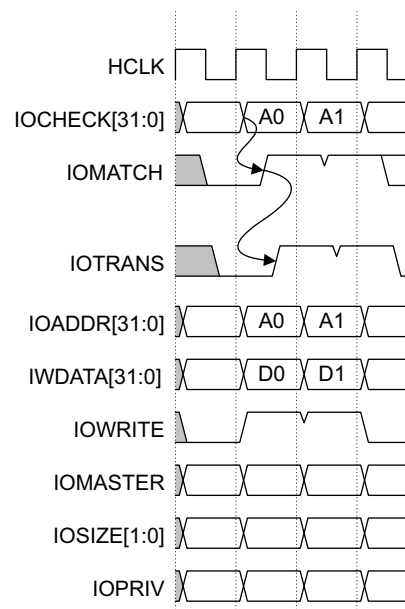 HCLK
IOCHECK[31:0] A0 A1
IOMATCH
IOTRANS
IOADDR[31:0] A0 A1
IWDATA[31:0] D0 D1
IOWRITE
IOMASTER
IOSIZE[1:0]
IOPRIV